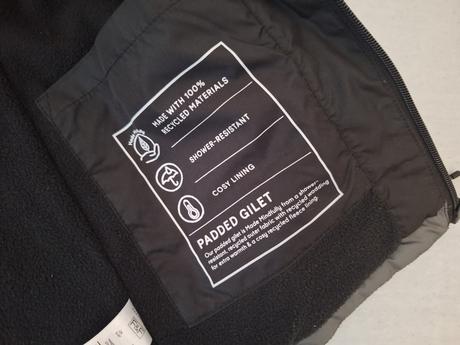 MADE WITH 100%
RECYCLED MATERIALS
SHOWER-RESISTANT
COSY LINING
PADDED GILET
Our padded gilet is Made Mindfully from a shower-
resistant, recycled outer fabric with recycled wadding
for extra warmth & a cosy recycled fleece lining.